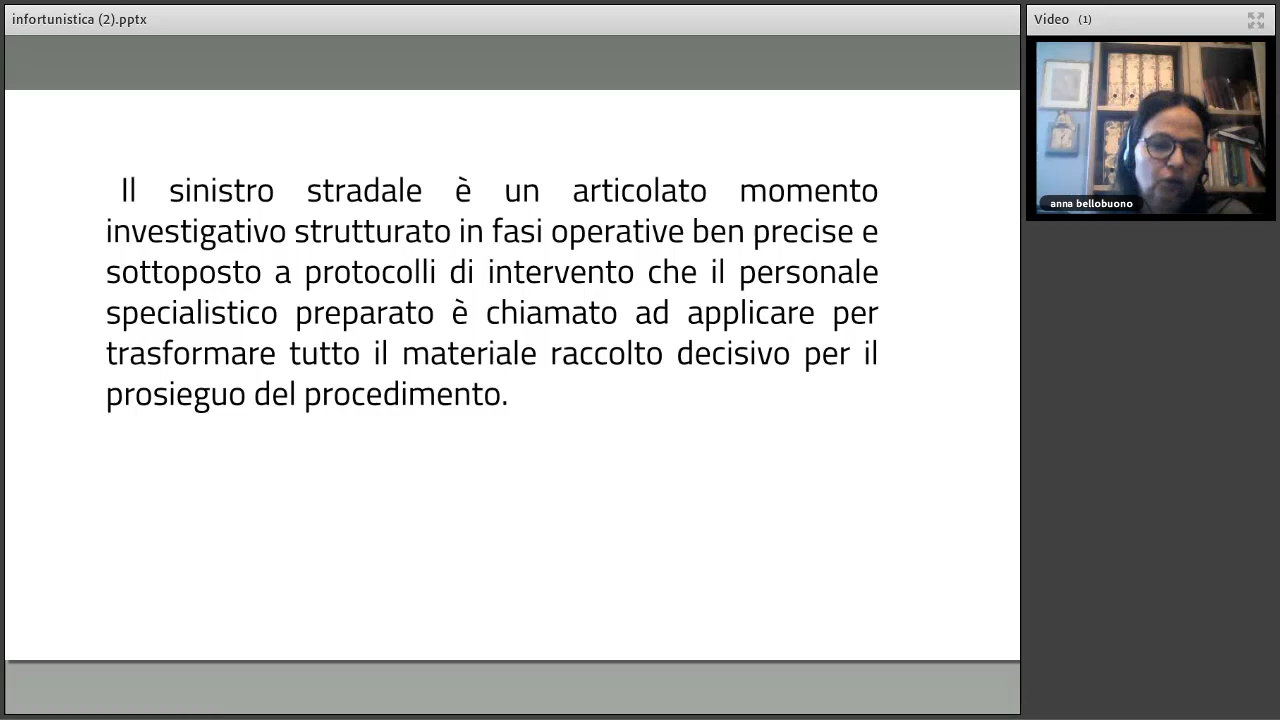 infortunistica (2).pptx
Video (1)
Il sinistro stradale è un articolato momento
investigativo strutturato in fasi operative ben precise e
sottoposto a protocolli di intervento che il personale
specialistico preparato è chiamato ad applicare per
trasformare tutto il materiale raccolto decisivo per il
prosieguo del procedimento.
anna bellobuono